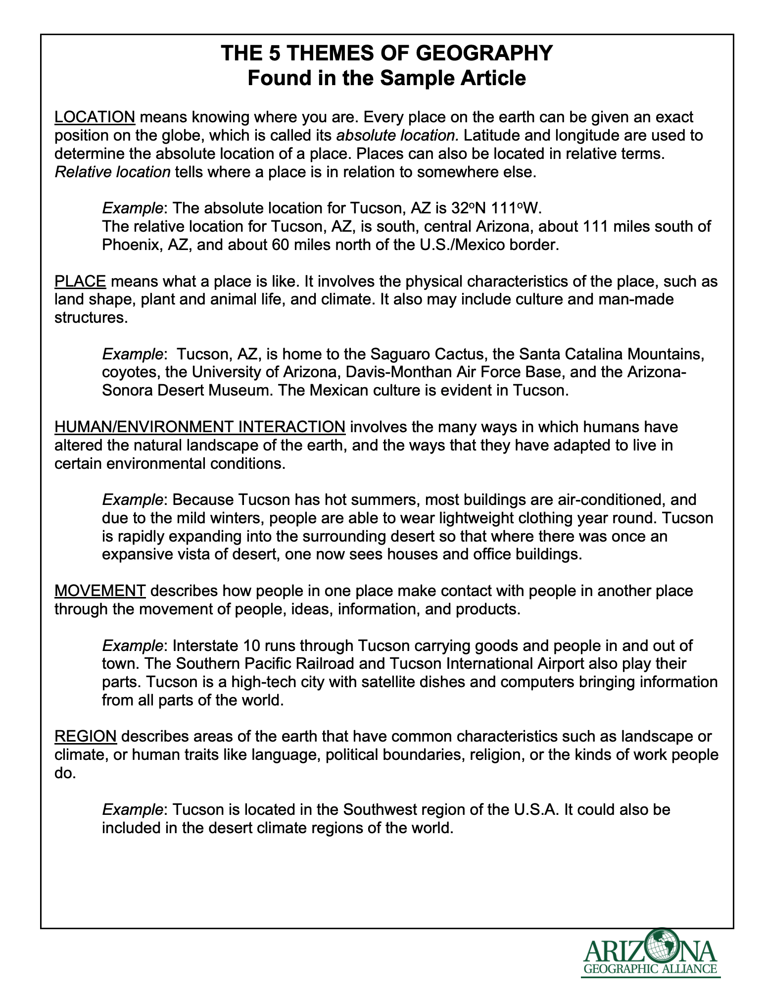 THE 5 THEMES OF GEOGRAPHY
Found in the Sample Article
LOCATION means knowing where you are. Every place on the earth can be given an exact
position on the globe, which is called its absolute location. Latitude and longitude are used to
determine the absolute location of a place. Places can also be located in relative terms.
Relative location tells where a place is in relation to somewhere else.
Example: The absolute location for Tucson, AZ is 32ºN 111ºW.
The relative location for Tucson, AZ, is south, central Arizona, about 111 miles south of
Phoenix, AZ, and about 60 miles north of the U.S./Mexico border.
PLACE means what a place is like. It involves the physical characteristics of the place, such as
land shape, plant and animal life, and climate. It also may include culture and man-made
structures.
Example:  Tucson, AZ, is home to the Saguaro Cactus, the Santa Catalina Mountains,
coyotes, the University of Arizona, Davis-Monthan Air Force Base, and the Arizona-
Sonora Desert Museum. The Mexican culture is evident in Tucson.
HUMAN/ENVIRONMENT INTERACTION involves the many ways in which humans have
altered the natural landscape of the earth, and the ways that they have adapted to live in
certain environmental conditions.
Example: Because Tucson has hot summers, most buildings are air-conditioned, and
due to the mild winters, people are able to wear lightweight clothing year round. Tucson
is rapidly expanding into the surrounding desert so that where there was once an
expansive vista of desert, one now sees houses and office buildings.
MOVEMENT describes how people in one place make contact with people in another place
through the movement of people, ideas, information, and products.
Example: Interstate 10 runs through Tucson carrying goods and people in and out of
town. The Southern Pacific Railroad and Tucson International Airport also play their
parts. Tucson is a high-tech city with satellite dishes and computers bringing information
from all parts of the world.
REGION describes areas of the earth that have common characteristics such as landscape or
climate, or human traits like language, political boundaries, religion, or the kinds of work people
do.
Example: Tucson is located in the Southwest region of the U.S.A. It could also be
included in the desert climate regions of the world.
ARIZONA
GEOGRAPHIC ALLIANCE